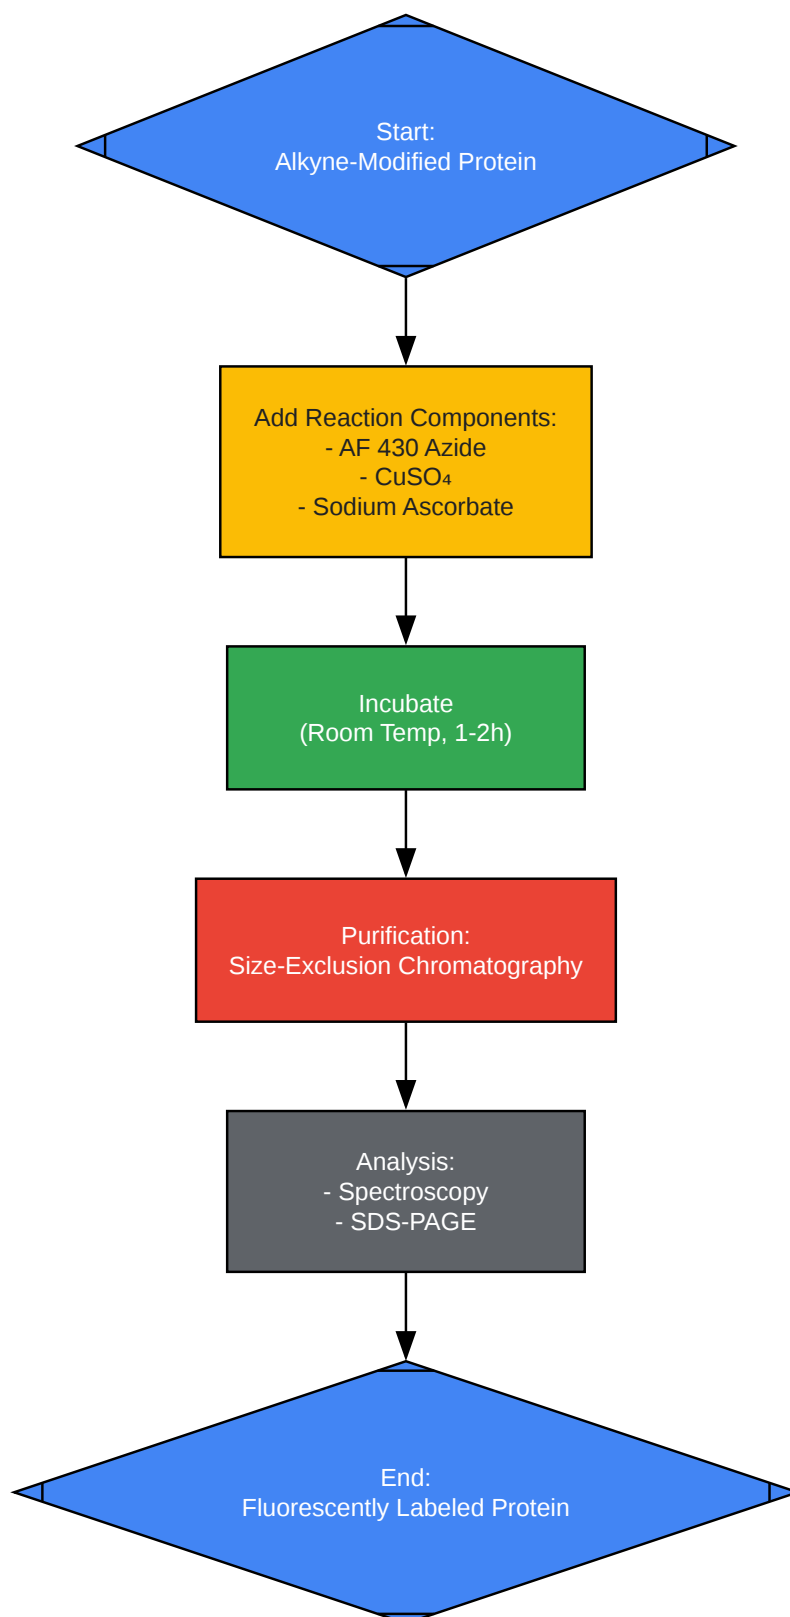 Start:
Alkyne-Modified Protein
Add Reaction Components:
- AF 430 Azide
- CuSO₄
- Sodium Ascorbate
Incubate
(Room Temp, 1-2h)
Purification:
Size-Exclusion Chromatography
Analysis:
- Spectroscopy
- SDS-PAGE
End:
Fluorescently Labeled Protein